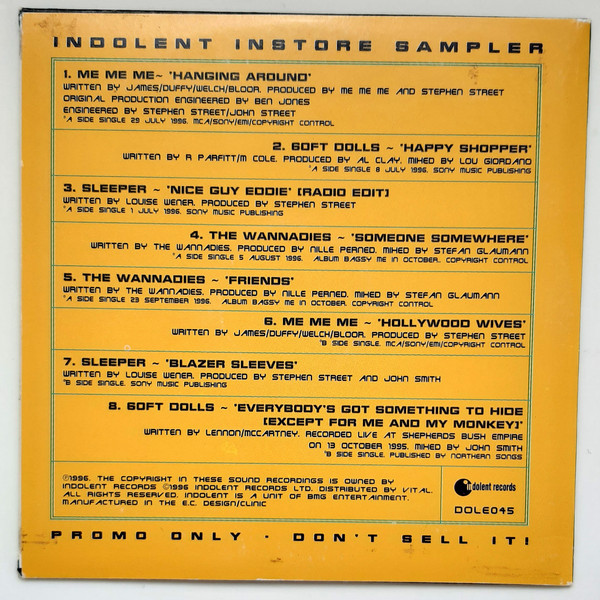 INDOLENT INSTORE SAMPLER
1. ME ME ME~ 'HANGING AROUND'
WRITTEN BY JAMES/DUFFY/WELCH/BLOOR. PRODUCED BY ME ME ME AND STEPHEN STREET
ORIGINAL PRODUCTION ENGINEERED BY BEN JONES
ENGINEERED BY STEPHEN STREET/JOHN STREET
'A SIDE SINGLE 29 JULY 1996. MCA/SONY/EMI/COPYRIGHT CONTROL
2. 60FT DOLLS ~ 'HAPPY SHOPPER'
WRITTEN BY R PARFITT/M COLE. PRODUCED BY AL CLAY. MIXED BY LOU GIORDANO
'A SIDE SINGLE 8 JULY 1996. SONY MUSIC PUBLISHING
3. SLEEPER ~ 'NICE GUY EDDIE' [RADIO EDIT]
WRITTEN BY LOUISE WENER. PRODUCED BY STEPHEN STREET
'A SIDE SINGLE 1 JULY 1996. SONY MUSIC PUBLISHING
4. THE WANNADIES ~ 'SOMEONE SOMEWHERE'
WRITTEN BY THE WANNADIES. PRODUCED BY NILLE PERNED. MIXED BY STEFAN GLAUMANN
'A SIDE SINGLE 5 AUGUST 1996. ALBUM BAGSY ME IN OCTOBER. COPYRIGHT CONTROL
5. THE WANNADIES ~ 'FRIENDS'
WRITTEN BY THE WANNADIES. PRODUCED BY NILLE PERNED. MIXED BY STEFAN GLAUMANN
'A SIDE SINGLE 23 SEPTEMBER 1996. ALBUM BAGSY ME IN OCTOBER. COPYRIGHT CONTROL
6. ME ME ME ~ 'HOLLYWOOD WIVES'
WRITTEN BY JAMES/DUFFY/WELCH/BLOOR. PRODUCED BY STEPHEN STREET
'B SIDE SINGLE. MCA/SONY/EMI/COPYRIGHT CONTROL
7. SLEEPER ~ 'BLAZER SLEEVES'
WRITTEN BY LOUISE WENER. PRODUCED BY STEPHEN STREET AND JOHN SMITH
'B SIDE SINGLE. SONY MUSIC PUBLISHING
8. 60FT DOLLS ~ 'EVERYBODY'S GOT SOMETHING TO HIDE
[EXCEPT FOR ME AND MY MONKEY]'
WRITTEN BY LENNON/MCCARTNEY. RECORDED LIVE AT SHEPHERDS BUSH EMPIRE
ON 13 OCTOBER 1995. MIXED BY JOHN SMITH
'B SIDE SINGLE. PUBLISHED BY NORTHERN SONGS
℗1996. THE COPYRIGHT IN THESE SOUND RECORDINGS IS OWNED BY
INDOLENT RECORDS ©1996 INDOLENT RECORDS LTD. DISTRIBUTED BY VITAL.
ALL RIGHTS RESERVED. INDOLENT IS A UNIT OF BMG ENTERTAINMENT.
MANUFACTURED IN THE E.C. DESIGN/CLINIC
indolent records
DOLE045
PROMO ONLY · DON'T SELL IT!